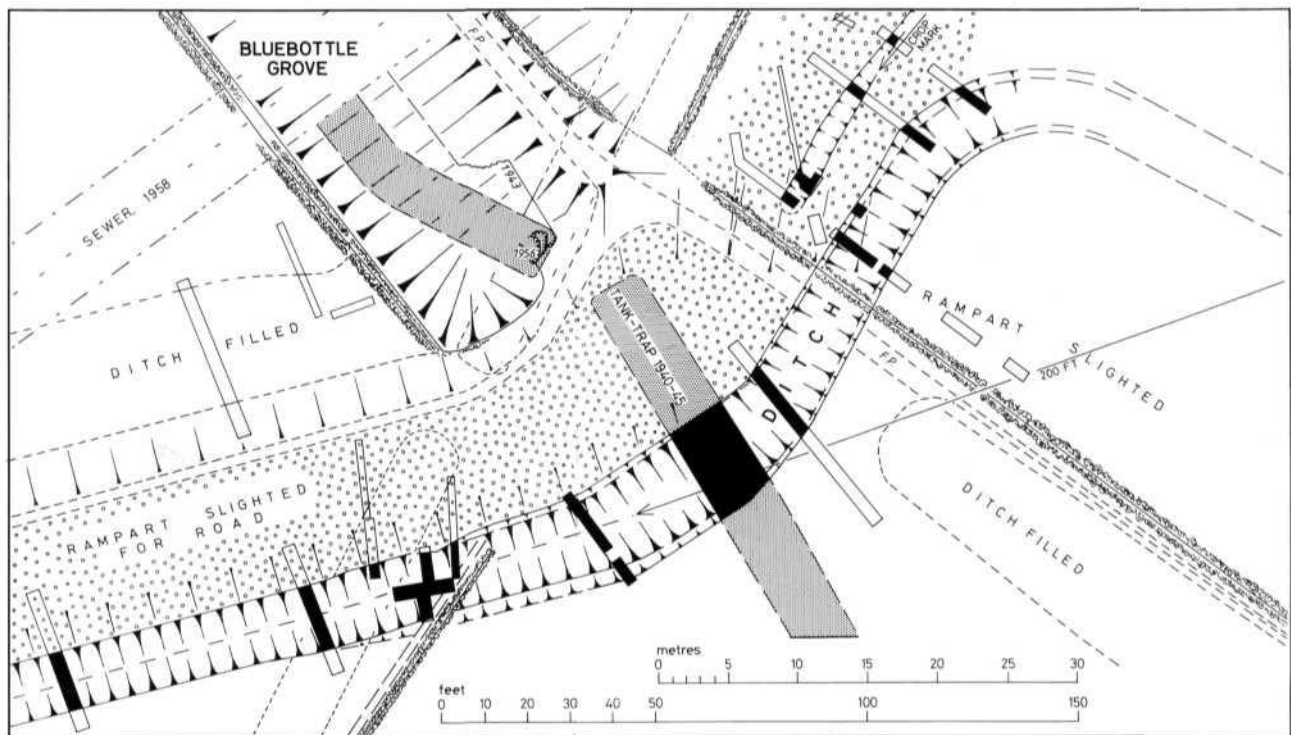 BLUEBOTTLE
GROVE
FP
CROP
MARK
1943
SEWER, 1958
1956
DITCH FILLED
TANK-TRAP 1940-45
RAMPART SLIGHTED
200 FT
DITCH
FP
RAMPART SLIGHTED
FOR ROAD
DITCH FILLED
metres
0 5 10 15 20 25 30
feet
0 10 20 30 40 50 100 150